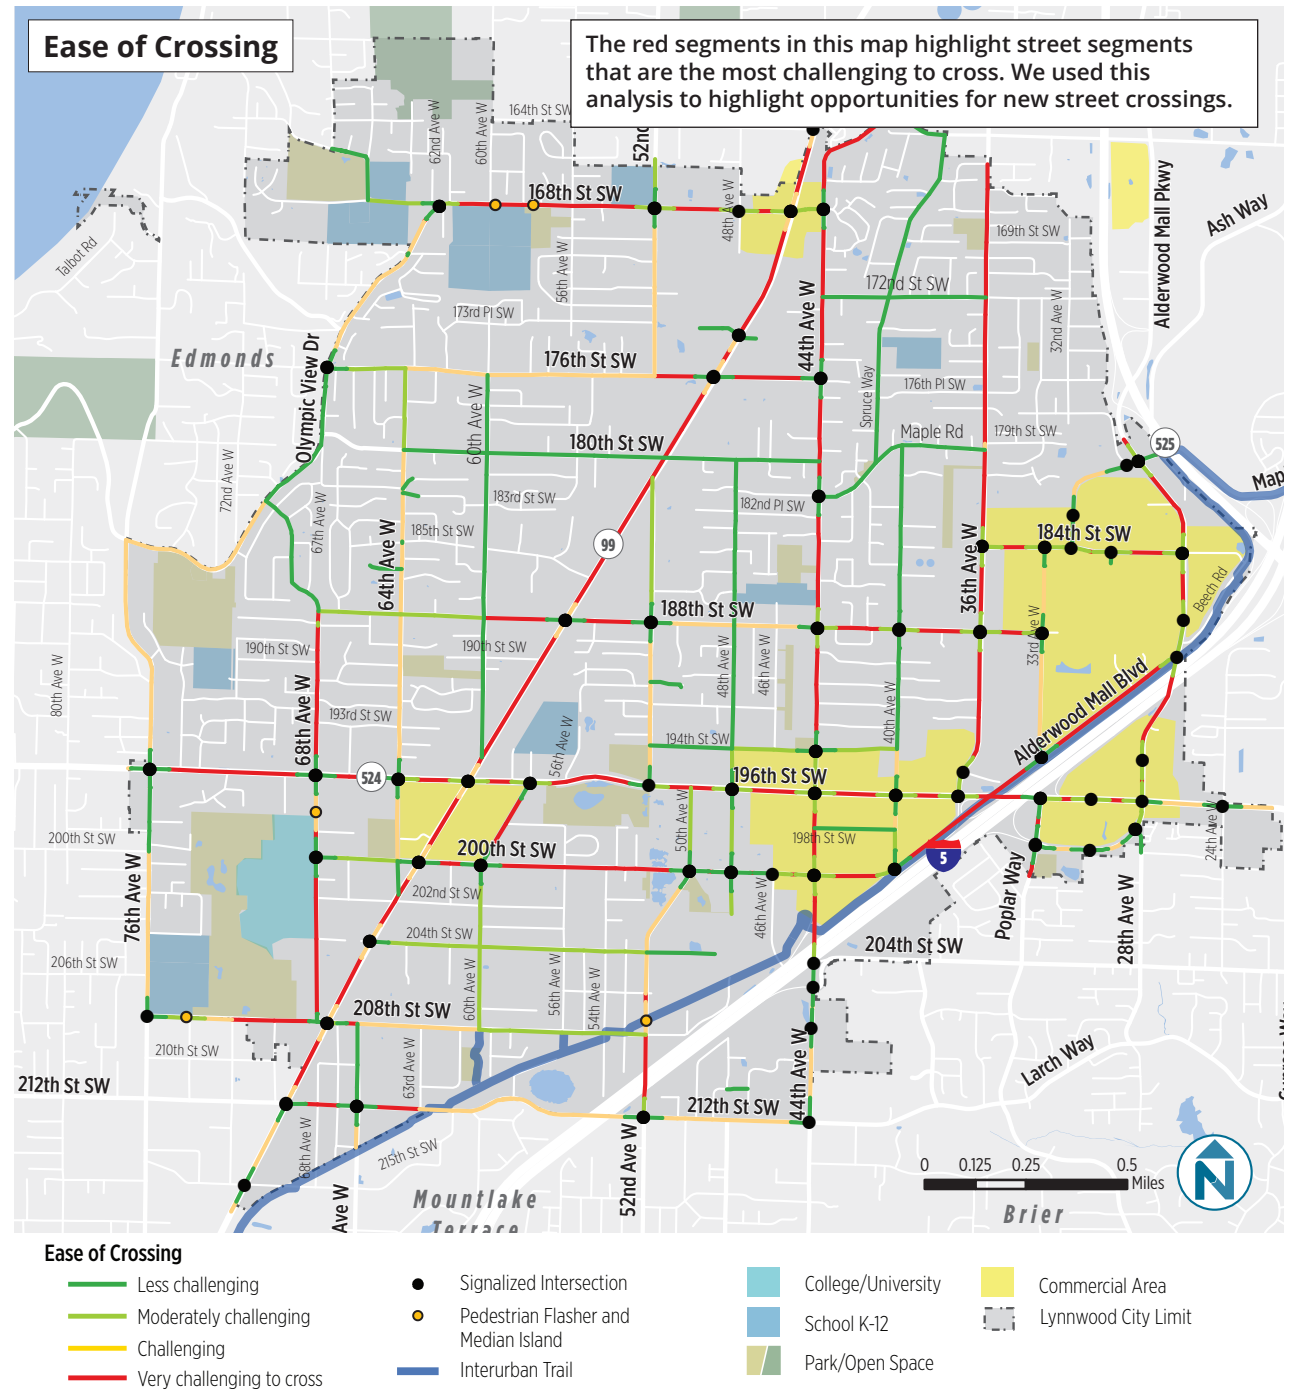 Ease of Crossing
The red segments in this map highlight street segments
that are the most challenging to cross. We used this
analysis to highlight opportunities for new street crossings.
164th St SW
62nd Ave W
60th Ave W
168th St SW
48th Ave W
Alderwood Mall Pkwy
Ash Way
Talbot Rd
56th Ave W
169th St SW
172nd St SW
173rd Pl SW
32nd Ave W
44th Ave W
Edmonds
Olympic View Dr
176th St SW
Spruce Way
176th Pl SW
60th Ave W
180th St SW
Maple Rd
179th St SW
525
72nd Ave W
67th Ave W
183rd St SW
182nd Pl SW
185th St SW
99
184th St SW
64th Ave W
36th Ave W
Beech Rd
188th St SW
190th St SW
190th St SW
33rd Ave W
80th Ave W
68th Ave W
48th Ave W
46th Ave W
40th Ave W
193rd St SW
56th Ave W
194th St SW
Alderwood Mall Blvd
524
196th St SW
200th St SW
50th Ave W
198th St SW
24th Ave W
200th St SW
5
76th Ave W
202nd St SW
46th Ave W
Poplar Way
28th Ave W
204th St SW
204th St SW
206th St SW
60th Ave W
56th Ave W
54th Ave W
208th St SW
210th St SW
63rd Ave W
44th Ave W
Larch Way
212th St SW
212th St SW
68th Ave W
215th St SW
52nd Ave W
Ave W
Mountlake
Terrace
Brier
0 0.125 0.25 0.5
Miles
N
Ease of Crossing
Less challenging
Moderately challenging
Challenging
Very challenging to cross
Signalized Intersection
Pedestrian Flasher and
Median Island
Interurban Trail
College/University
School K-12
Park/Open Space
Commercial Area
Lynnwood City Limit